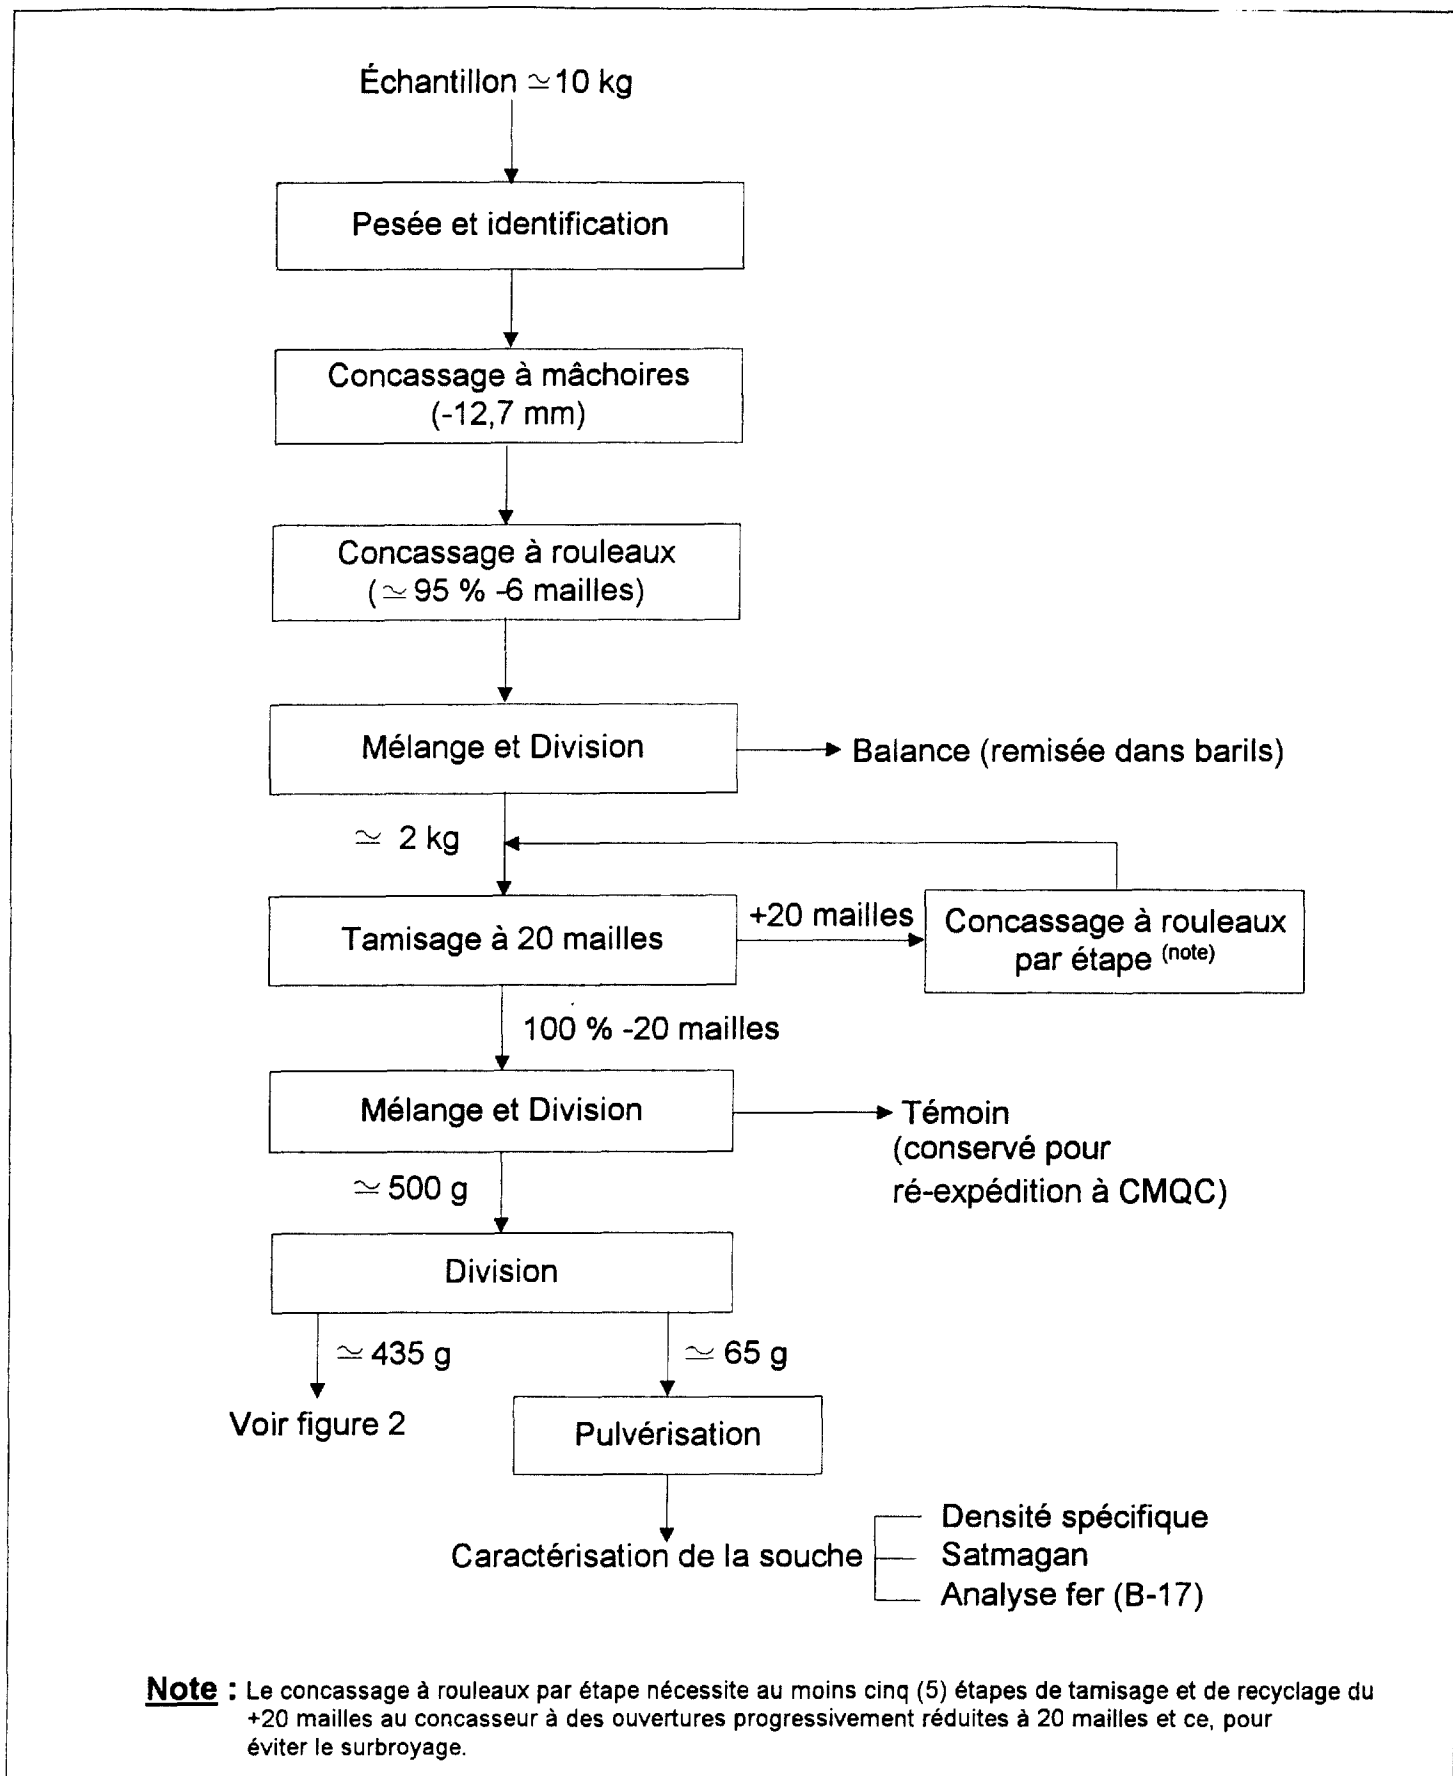 Échantillon ≃10 kg
Pesée et identification
Concassage à mâchoires
(-12,7 mm)
Concassage à rouleaux
(≃ 95 % -6 mailles)
Mélange et Division
Balance (remisée dans barils)
≃ 2 kg
Tamisage à 20 mailles
+20 mailles
Concassage à rouleaux
par étape (note)
100 % -20 mailles
Mélange et Division
Témoin
(conservé pour
ré-expédition à CMQC)
≃ 500 g
Division
≃ 435 g
≃ 65 g
Voir figure 2
Pulvérisation
Caractérisation de la souche
Densité spécifique
Satmagan
Analyse fer (B-17)
Note : Le concassage à rouleaux par étape nécessite au moins cinq (5) étapes de tamisage et de recyclage du
+20 mailles au concasseur à des ouvertures progressivement réduites à 20 mailles et ce, pour
éviter le surbroyage.